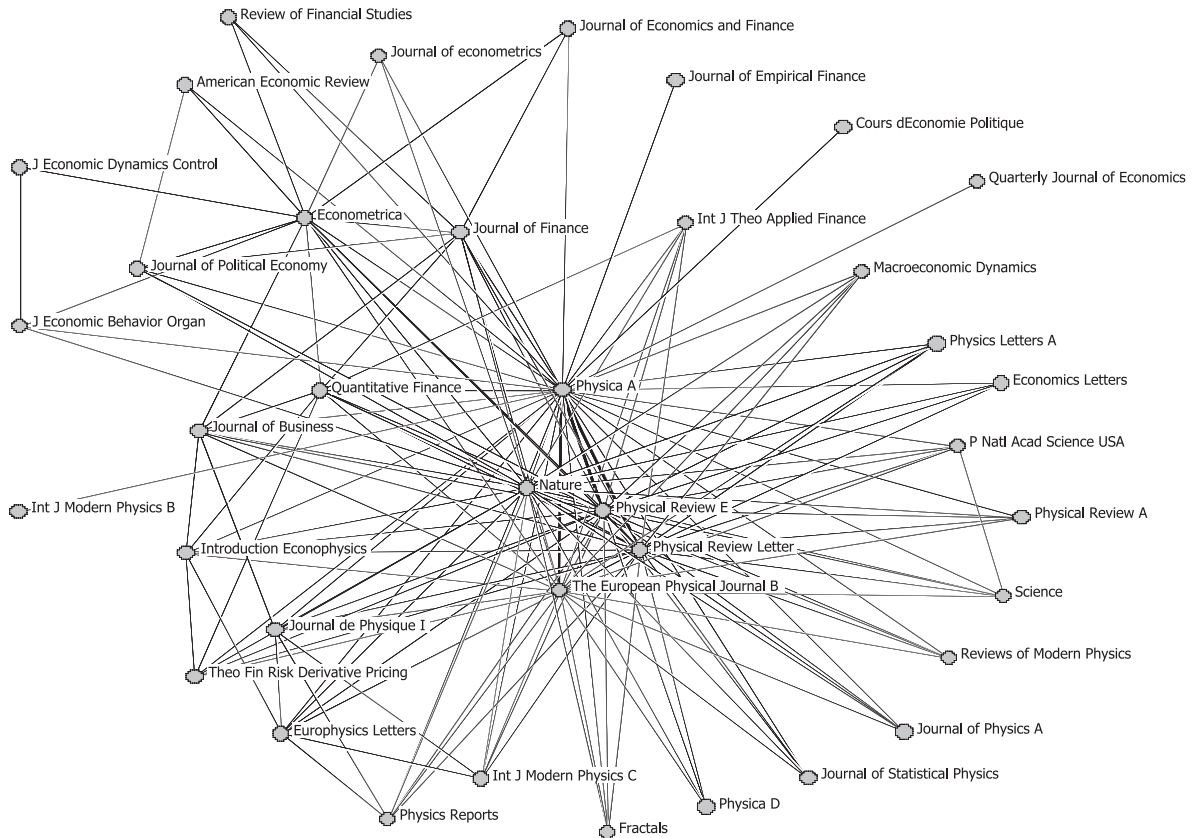 Review of Financial Studies
Journal of Economics and Finance
Journal of econometrics
American Economic Review
Journal of Empirical Finance
Cours dEconomie Politique
J Economic Dynamics Control
Quarterly Journal of Economics
Econometrica
Int J Theo Applied Finance
Journal of Finance
Journal of Political Economy
Macroeconomic Dynamics
J Economic Behavior Organ
Physics Letters A
Quantitative Finance
Physica A
Economics Letters
Journal of Business
P Natl Acad Science USA
Nature
Int J Modern Physics B
Physical Review E
Physical Review A
Introduction Econophysics
Physical Review Letter
The European Physical Journal B
Science
Journal de Physique I
Reviews of Modern Physics
Theo Fin Risk Derivative Pricing
Europhysics Letters
Journal of Physics A
Int J Modern Physics C
Journal of Statistical Physics
Physica D
Physics Reports
Fractals